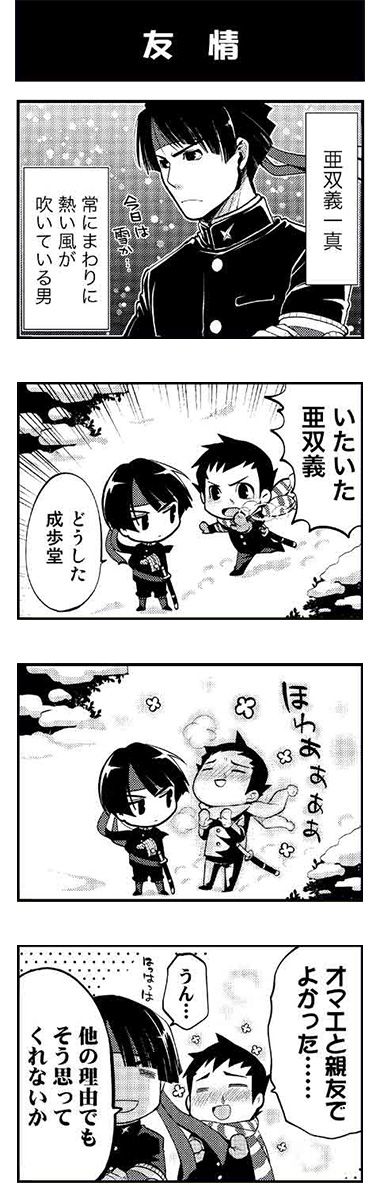 友情
亜双義一真
常にまわりに
熱い風が
吹いている男
今日は
雪か…
いたいた
亜双義
どうした
成歩堂
ほわぁぁぁぁ
オマエと親友で
よかった……
うん…
はっはっは
他の理由でも
そう思って
くれないか